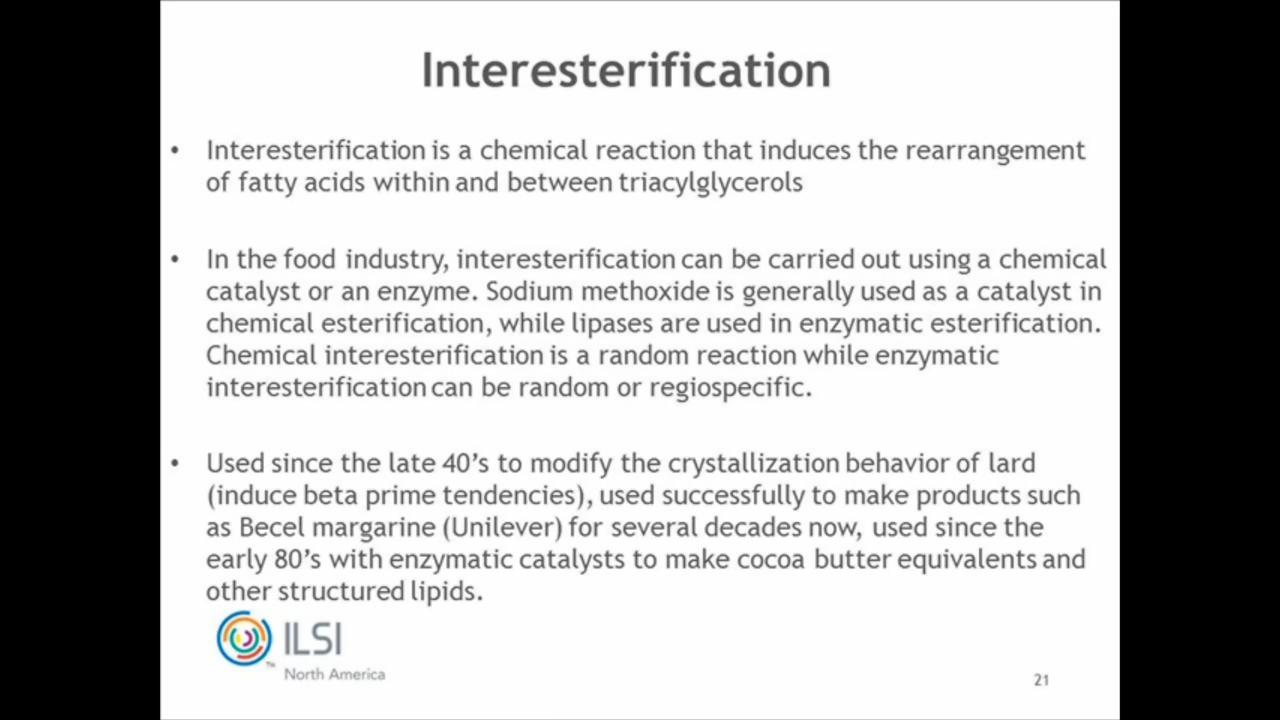 Interesterification
• Interesterification is a chemical reaction that induces the rearrangement
of fatty acids within and between triacylglycerols
• In the food industry, interesterification can be carried out using a chemical
catalyst or an enzyme. Sodium methoxide is generally used as a catalyst in
chemical esterification, while lipases are used in enzymatic esterification.
Chemical interesterification is a random reaction while enzymatic
interesterification can be random or regiospecific.
• Used since the late 40’s to modify the crystallization behavior of lard
(induce beta prime tendencies), used successfully to make products such
as Becel margarine (Unilever) for several decades now, used since the
early 80’s with enzymatic catalysts to make cocoa butter equivalents and
other structured lipids.
ILSI
™
North America
21